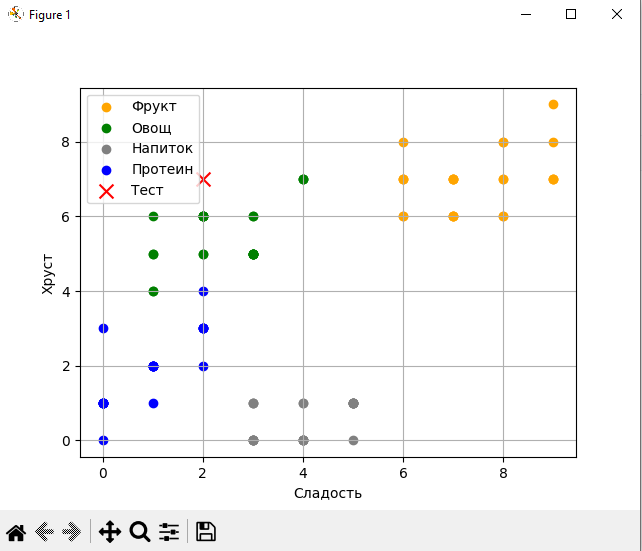 Figure 1
Фрукт
Овощ
Напиток
Протеин
Тест
8
6
4
2
0
Хруст
0 2 4 6 8
Сладость